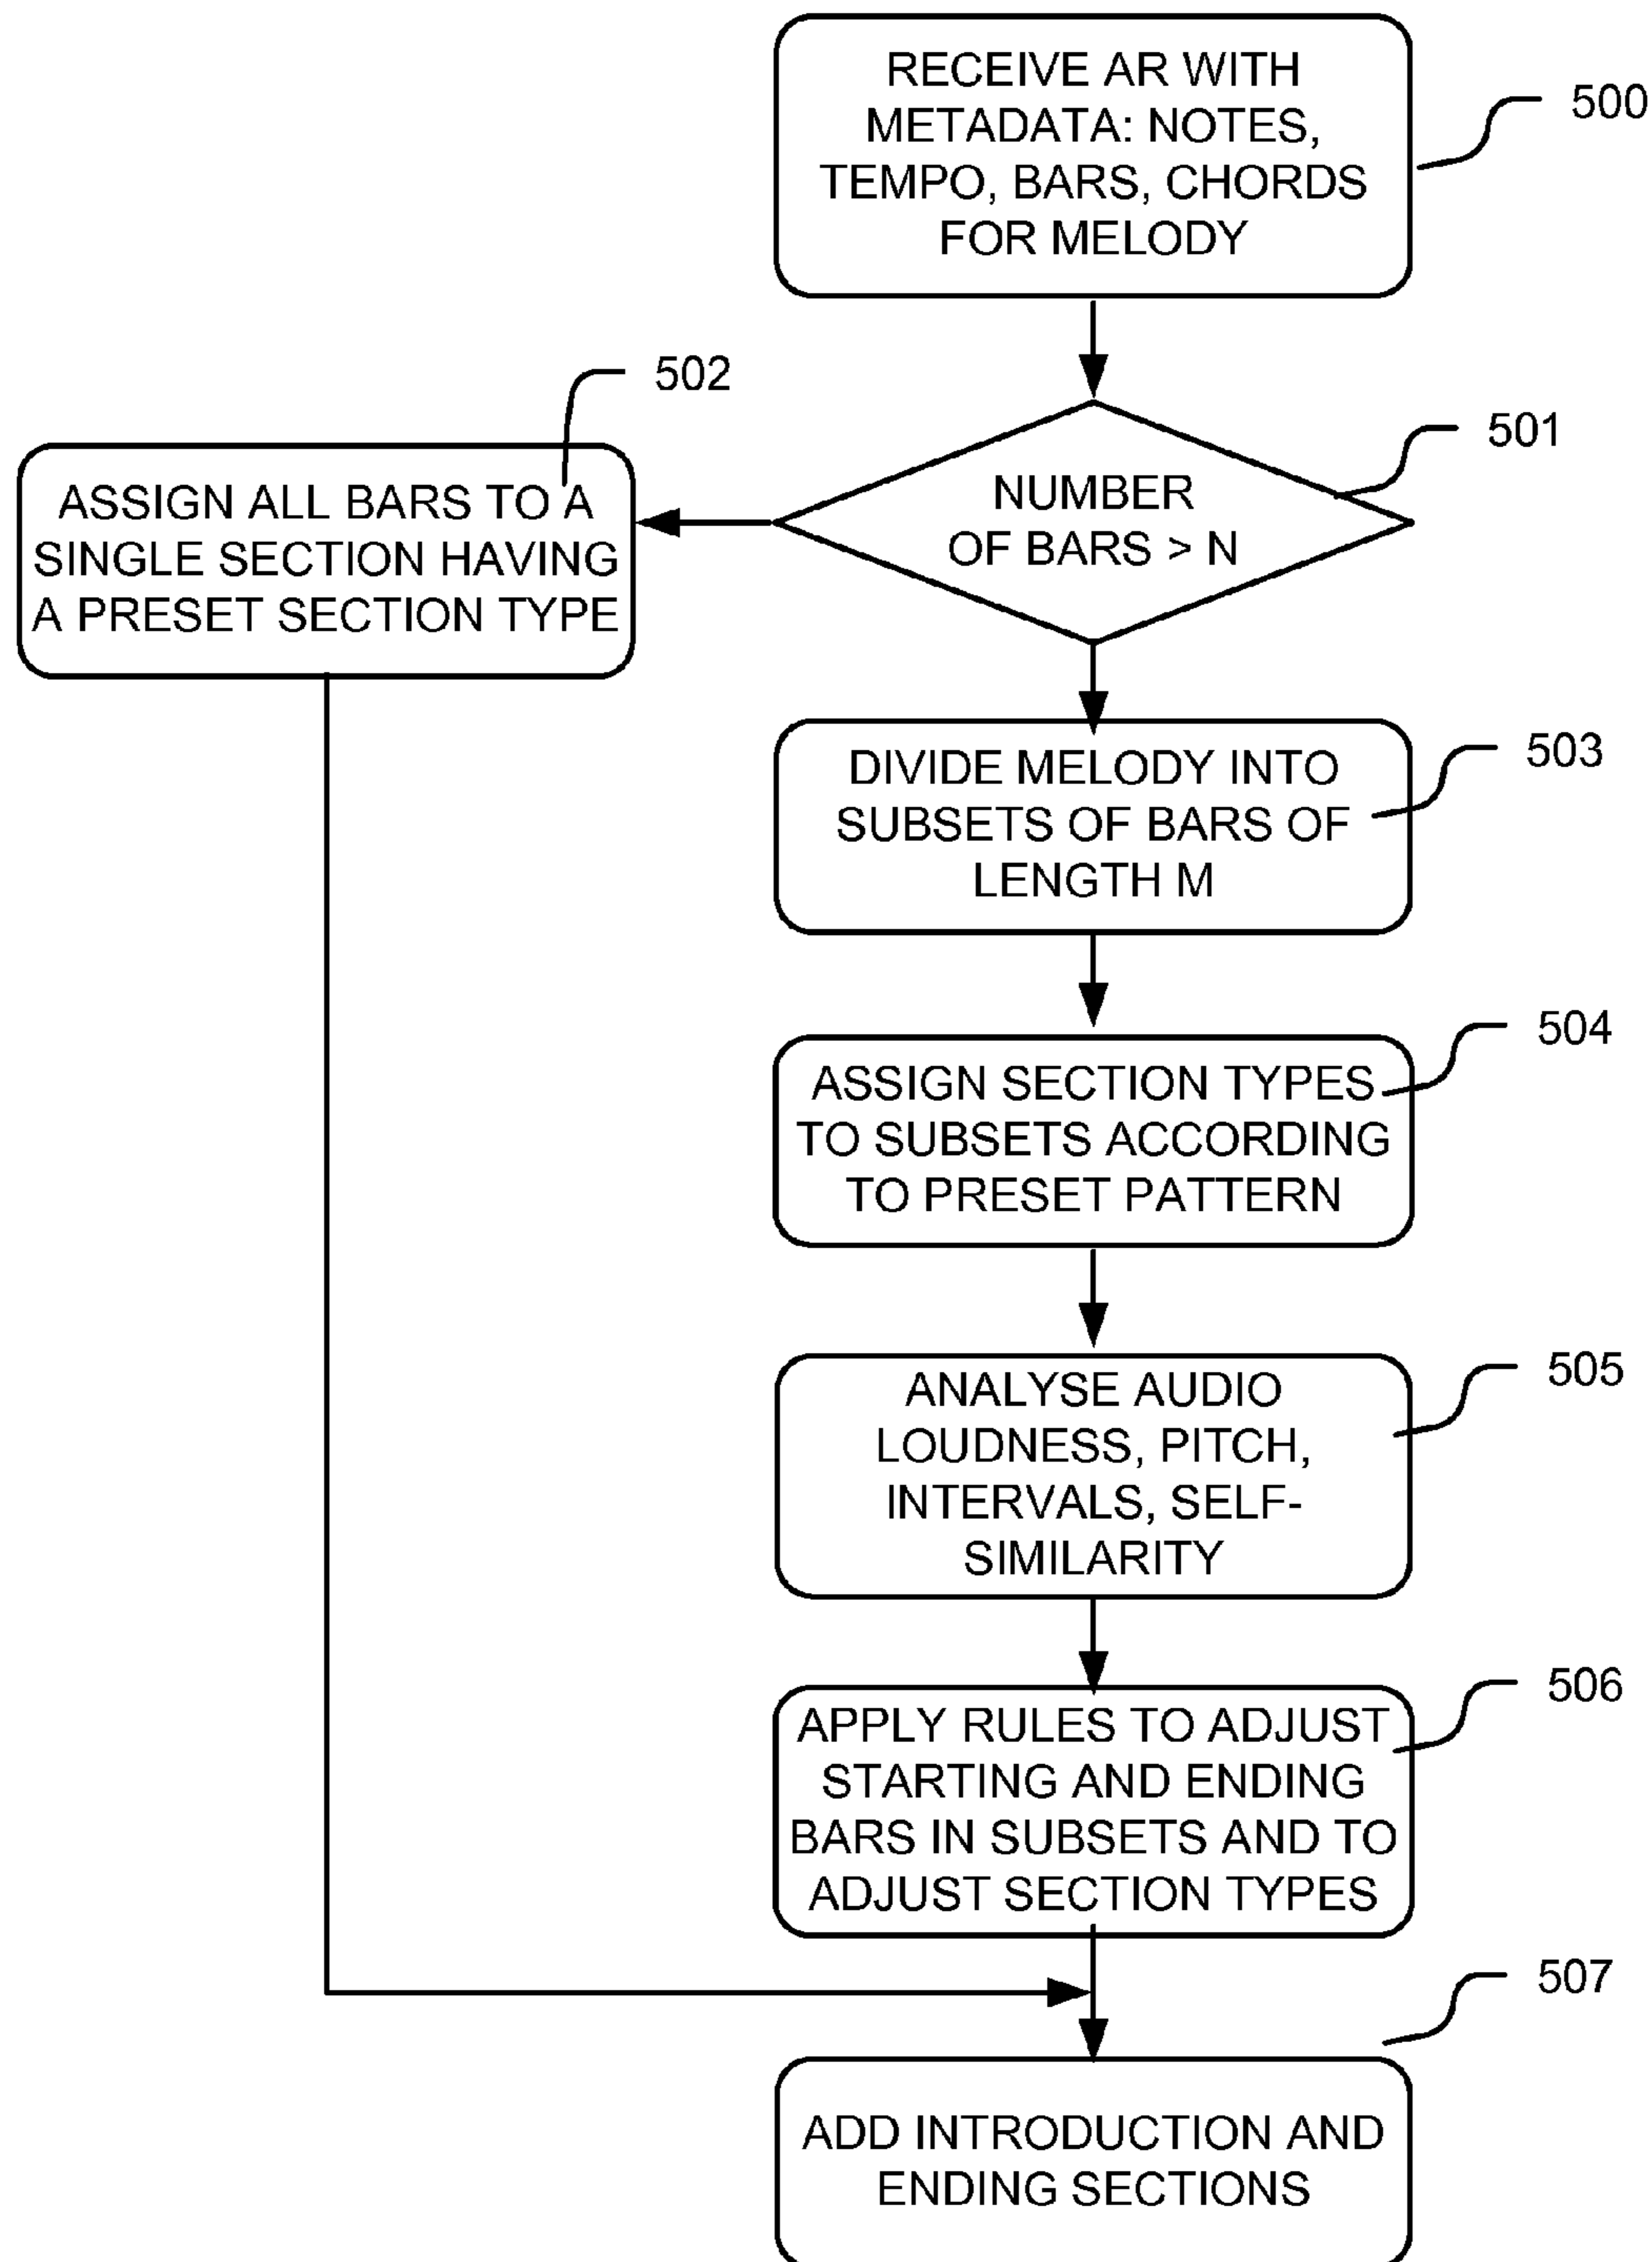 RECEIVE AR WITH
METADATA: NOTES,
TEMPO, BARS, CHORDS
FOR MELODY
500
502
501
NUMBER
OF BARS > N
ASSIGN ALL BARS TO A
SINGLE SECTION HAVING
A PRESET SECTION TYPE
503
DIVIDE MELODY INTO
SUBSETS OF BARS OF
LENGTH M
504
ASSIGN SECTION TYPES
TO SUBSETS ACCORDING
TO PRESET PATTERN
505
ANALYSE AUDIO
LOUDNESS, PITCH,
INTERVALS, SELF-
SIMILARITY
506
APPLY RULES TO ADJUST
STARTING AND ENDING
BARS IN SUBSETS AND TO
ADJUST SECTION TYPES
507
ADD INTRODUCTION AND
ENDING SECTIONS